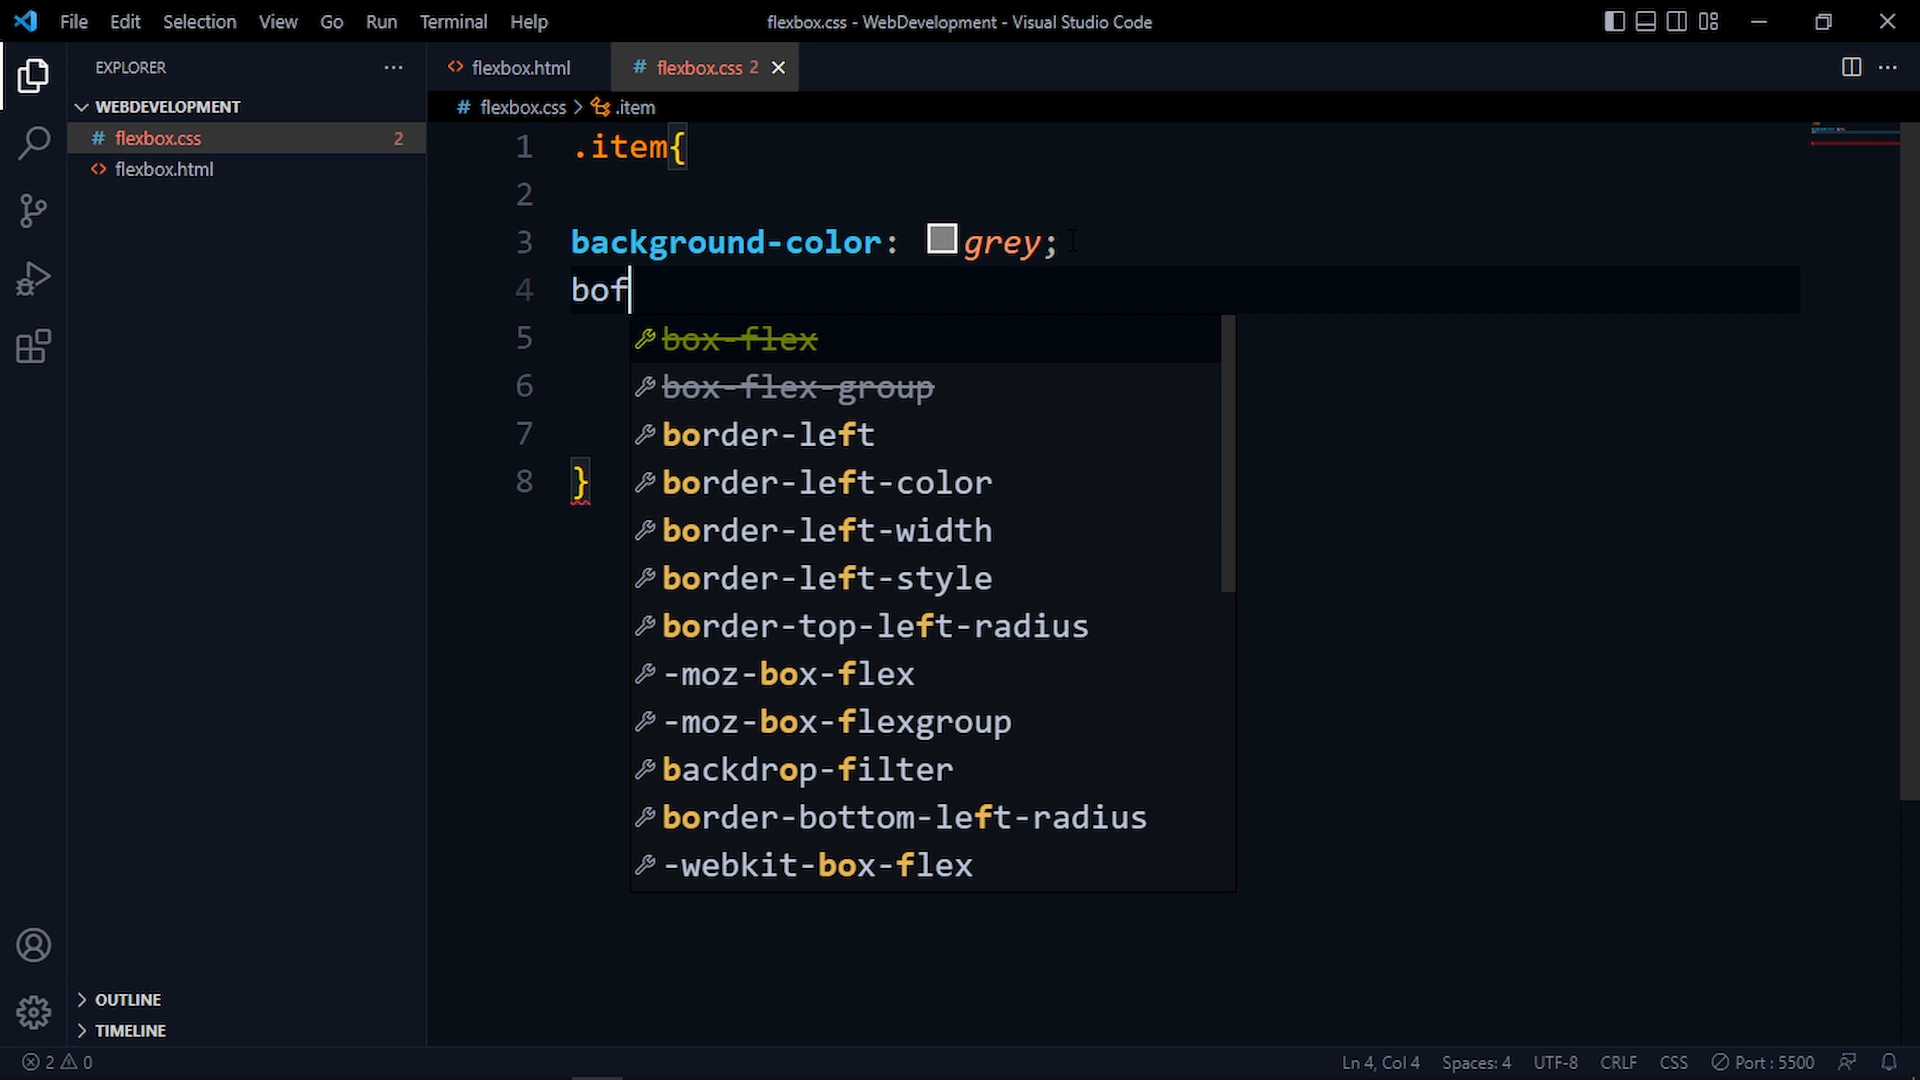 File Edit Selection View Go Run Terminal Help
flexbox.css - WebDevelopment - Visual Studio Code
EXPLORER
WEBDEVELOPMENT
# flexbox.css 2
<> flexbox.html
OUTLINE
TIMELINE
<> flexbox.html
# flexbox.css 2
# flexbox.css > .item
1 .item{
2
3 background-color: grey;
4 bof
5
6
7
8 }
box-flex
box-flex-group
border-left
border-left-color
border-left-width
border-left-style
border-top-left-radius
-moz-box-flex
-moz-box-flexgroup
backdrop-filter
border-bottom-left-radius
-webkit-box-flex
2 0
Ln 4, Col 4 Spaces: 4 UTF-8 CRLF CSS Port : 5500